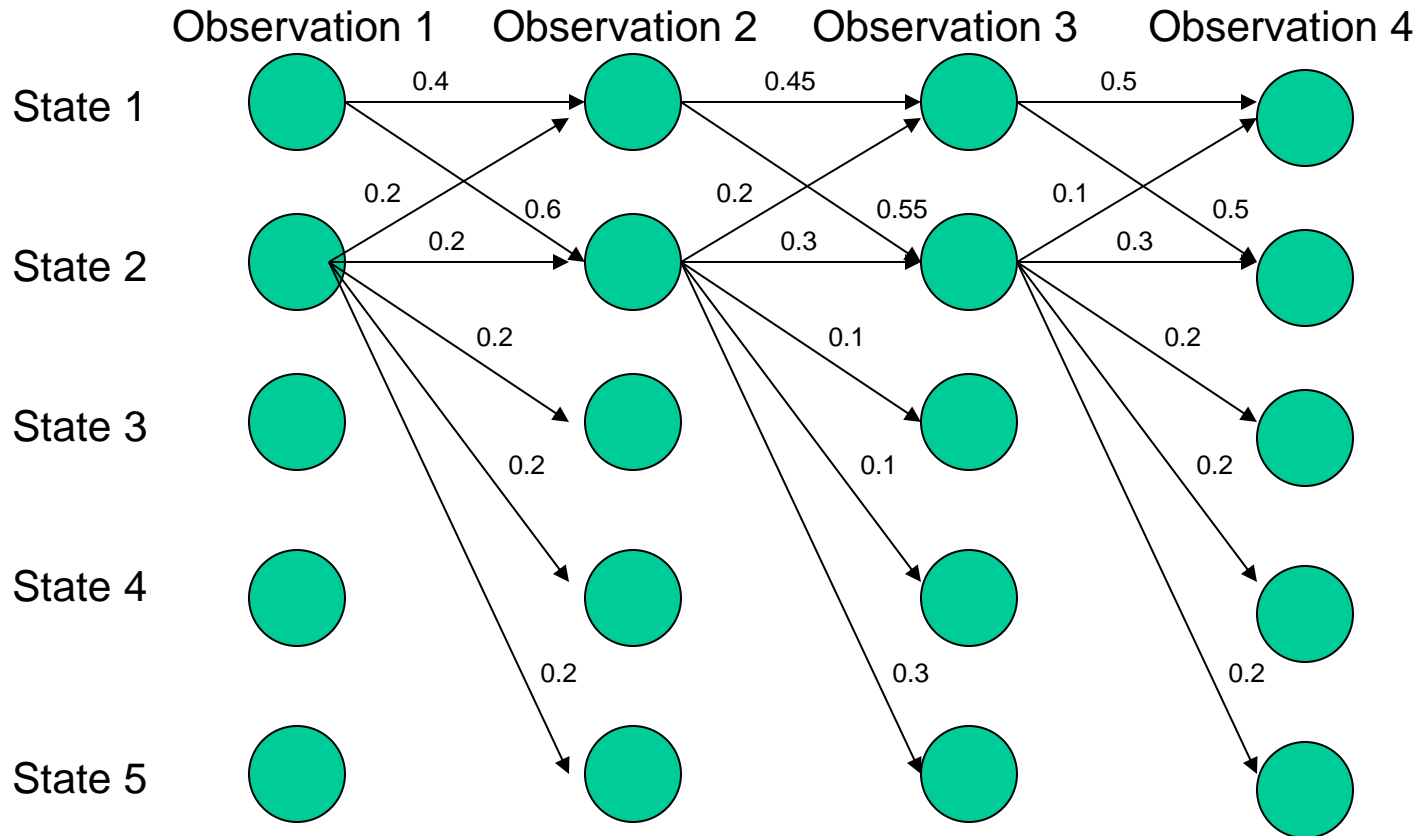 Observation 1 Observation 2 Observation 3 Observation 4
0.4 0.45 0.5
State 1
0.2 0.6 0.2 0.55 0.1 0.5
0.2 0.3 0.3
State 2
0.2 0.1 0.2
State 3
0.2 0.1 0.2
State 4
0.2 0.3 0.2
State 5